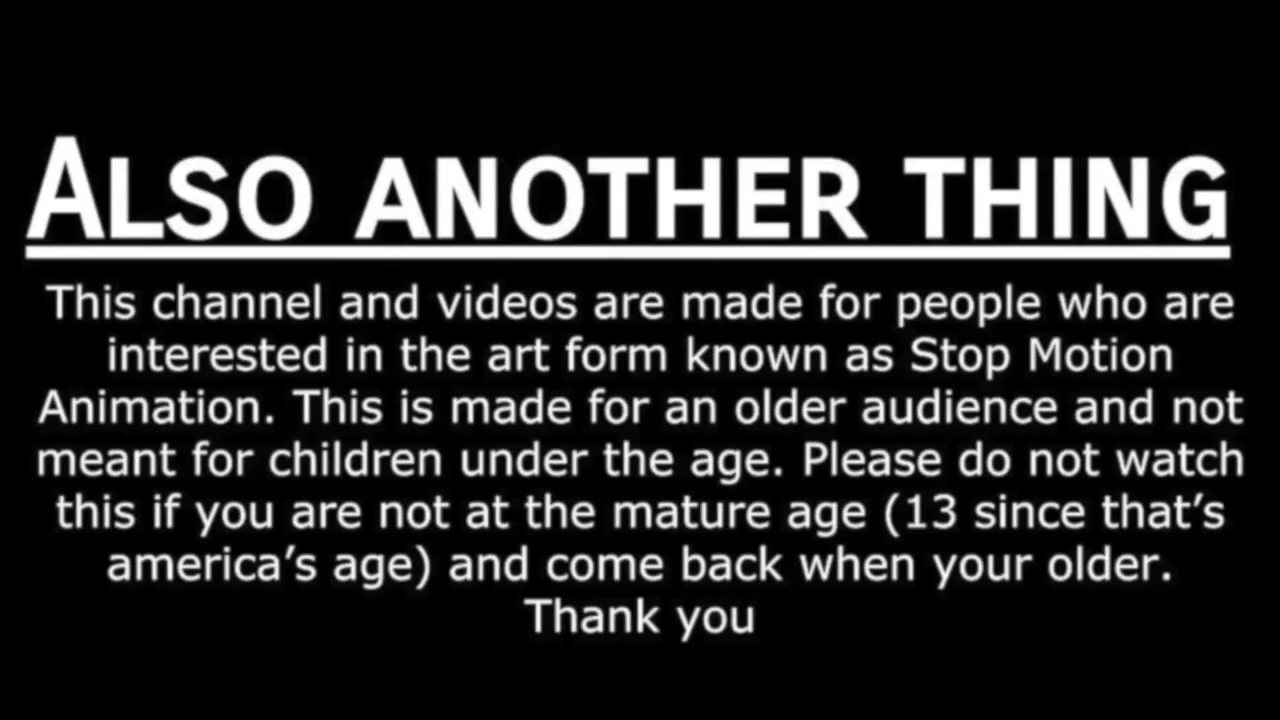 ALSO ANOTHER THING
This channel and videos are made for people who are
interested in the art form known as Stop Motion
Animation. This is made for an older audience and not
meant for children under the age. Please do not watch
this if you are not at the mature age (13 since that’s
america’s age) and come back when your older.
Thank you